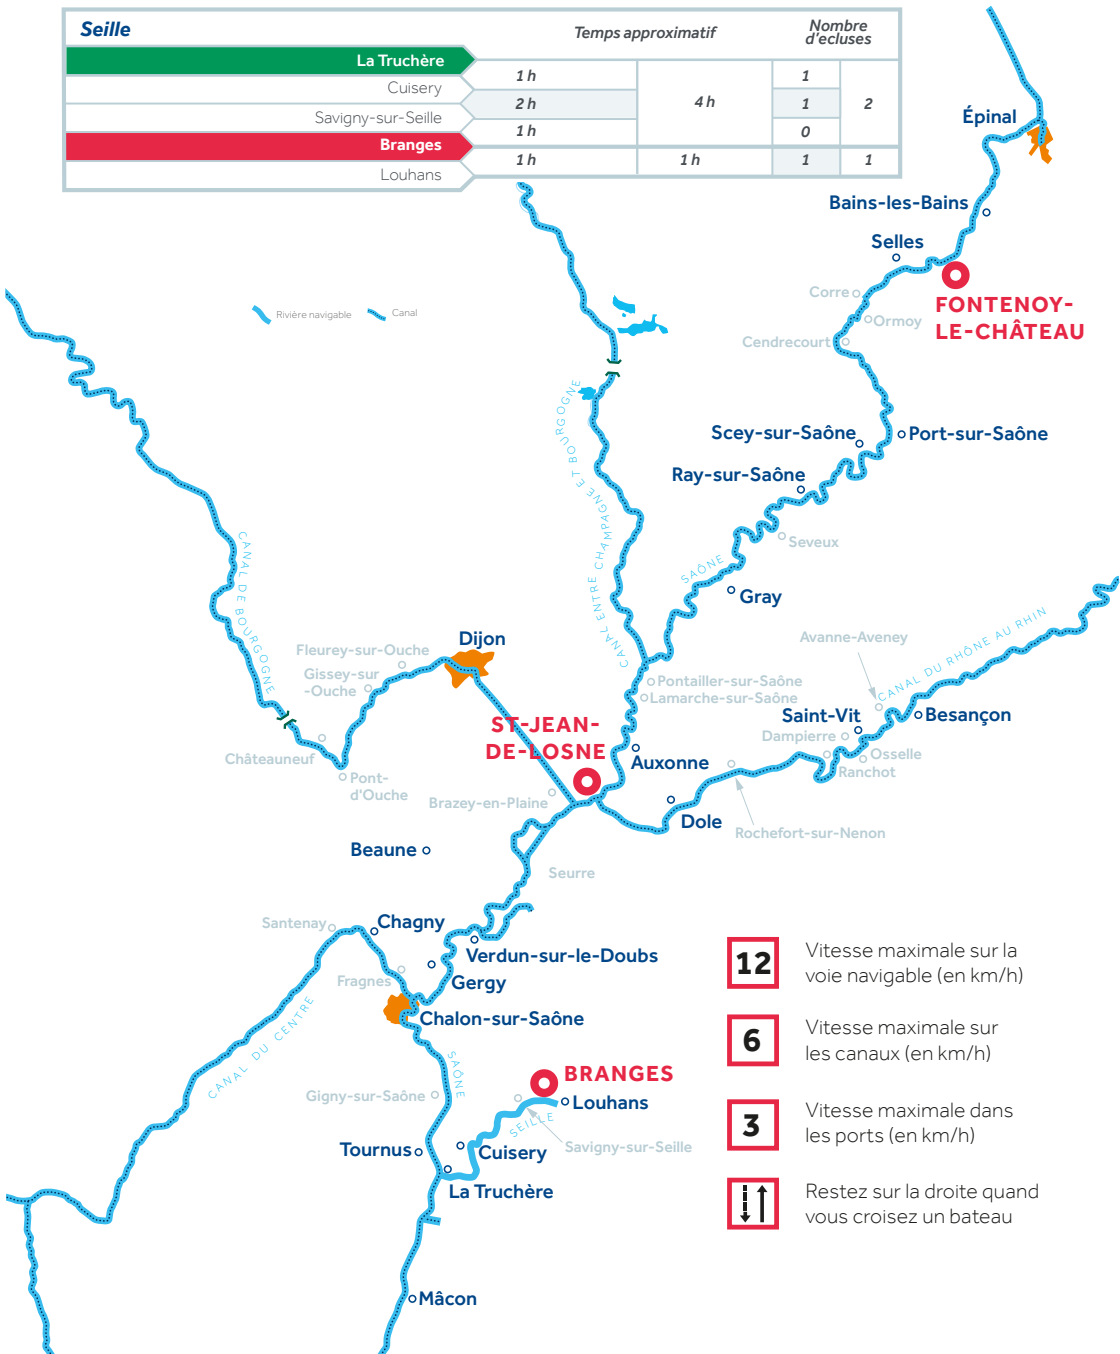 Seille
Temps approximatif
Nombre
d'ecluses
La Truchère
1 h
1
Cuisery
2 h
4 h
1
2
Savigny-sur-Seille
1 h
0
Branges
1 h
1 h
1
1
Louhans
Épinal
Bains-les-Bains
Selles
Corre
FONTENOY-
LE-CHÂTEAU
Ormoy
Cendrecourt
Rivière navigable
Canal
CANAL ENTRE CHAMPAGNE ET BOURGOGNE
Scey-sur-Saône
Port-sur-Saône
Ray-sur-Saône
Seveux
SAÔNE
Gray
CANAL DE BOURGOGNE
Dijon
Fleurey-sur-Ouche
Gissey-sur
-Ouche
Avanne-Aveney
CANAL DU RHÔNE AU RHIN
Pontailler-sur-Saône
Lamarche-sur-Saône
ST-JEAN-
DE-LOSNE
Saint-Vit
Besançon
Dampierre
Châteauneuf
Auxonne
Osselle
Ranchot
Pont-
d'Ouche
Brazey-en-Plaine
Dole
Rochefort-sur-Nenon
Beaune
Seurre
Santenay
Chagny
Verdun-sur-le-Doubs
Fragnes
Gergy
Chalon-sur-Saône
CANAL DU CENTRE
SAÔNE
BRANGES
Gigny-sur-Saône
Louhans
SEILLE
Tournus
Cuisery
Savigny-sur-Seille
La Truchère
Mâcon
12
Vitesse maximale sur la
voie navigable (en km/h)
6
Vitesse maximale sur
les canaux (en km/h)
3
Vitesse maximale dans
les ports (en km/h)
Restez sur la droite quand
vous croisez un bateau